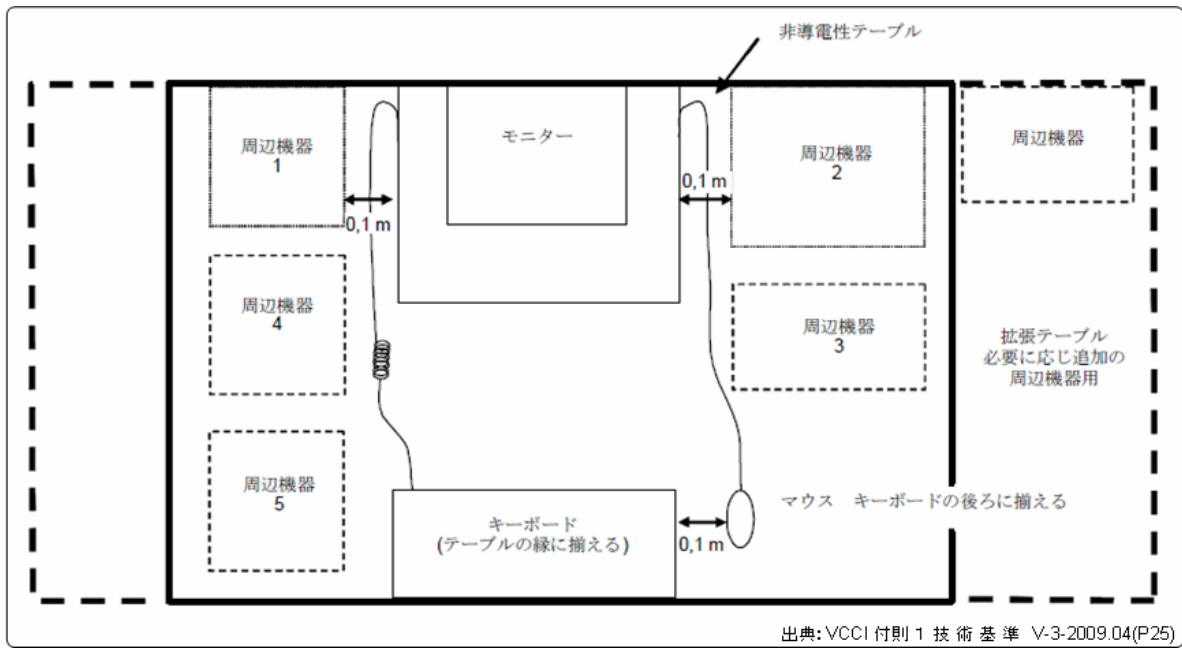 非導電性テーブル
モニター
周辺機器
1
0,1 m
0,1 m
周辺機器
2
周辺機器
周辺機器
4
周辺機器
3
拡張テーブル
必要に応じ追加の
周辺機器用
周辺機器
5
キーボード
(テーブルの縁に揃える)
0,1 m
マウス キーボードの後ろに揃える
出典:VCCI 付則 1 技術基準 V-3-2009.04(P25)